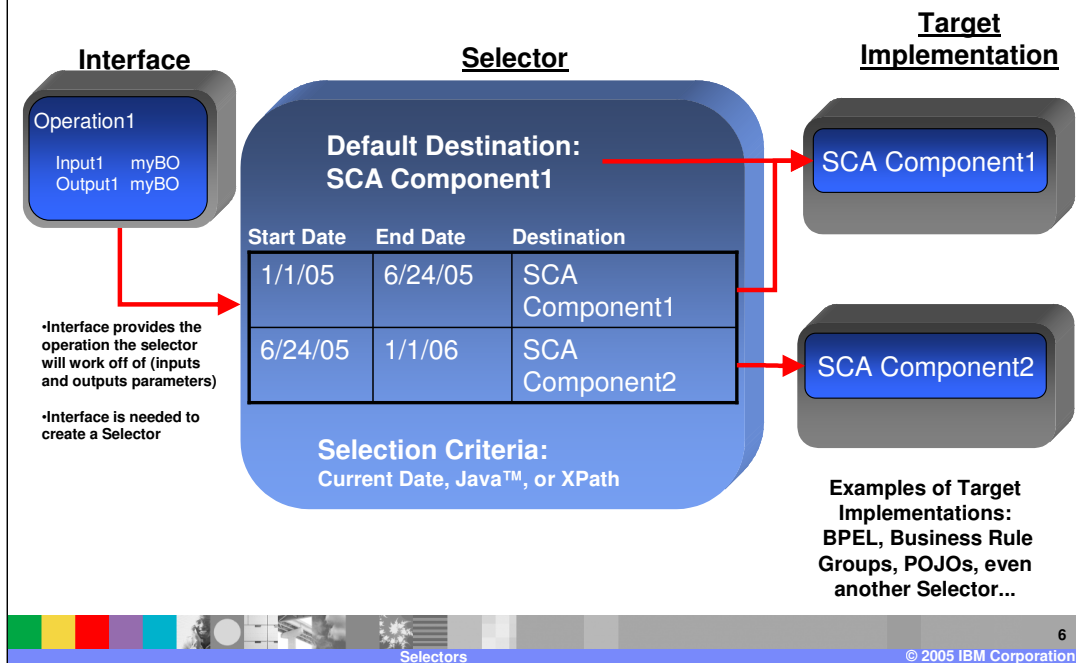 Interface
Selector
Target
Implementation
Operation1
Input1 myBO
Output1 myBO
•Interface provides the
operation the selector
will work off of (inputs
and outputs parameters)
•Interface is needed to
create a Selector
Default Destination:
SCA Component1
Start Date End Date Destination
1/1/05 6/24/05 SCA
Component1
6/24/05 1/1/06 SCA
Component2
Selection Criteria:
Current Date, Java™, or XPath
SCA Component1
SCA Component2
Examples of Target
Implementations:
BPEL, Business Rule
Groups, POJOs, even
another Selector...
6
Selectors
© 2005 IBM Corporation